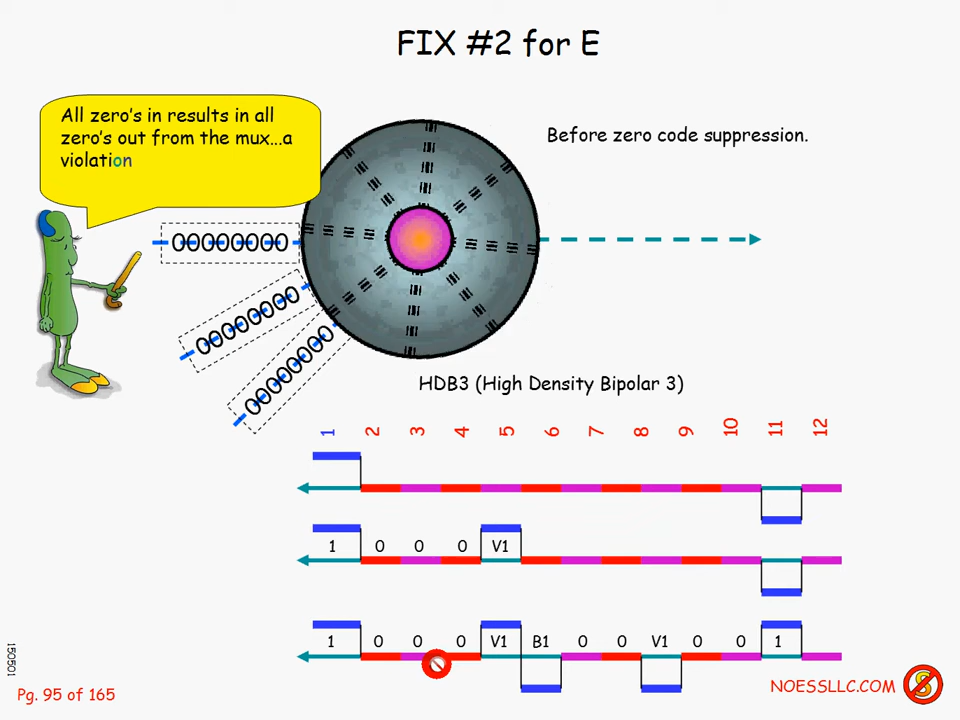 FIX #2 for E
All zero's in results in all
zero's out from the mux...a
violation
Before zero code suppression.
00000000
00000000
00000000
HDB3 (High Density Bipolar 3)
1 2 3 4 5 6 7 8 9 10 11 12
1 0 0 0 V1
1 0 0 0 V1 B1 0 0 V1 0 0 1
150501
Pg. 95 of 165
NOESSLLC.COM
S